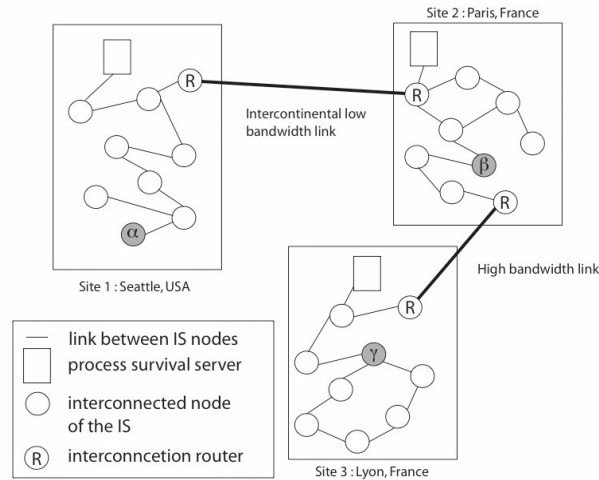 Site 2 : Paris, France
R
R
Intercontinental low
bandwidth link
β
R
α
High bandwidth link
Site 1 : Seattle, USA
R
γ
link between IS nodes
process survival server
interconnected node
of the IS
R interconncetion router
Site 3 : Lyon, France